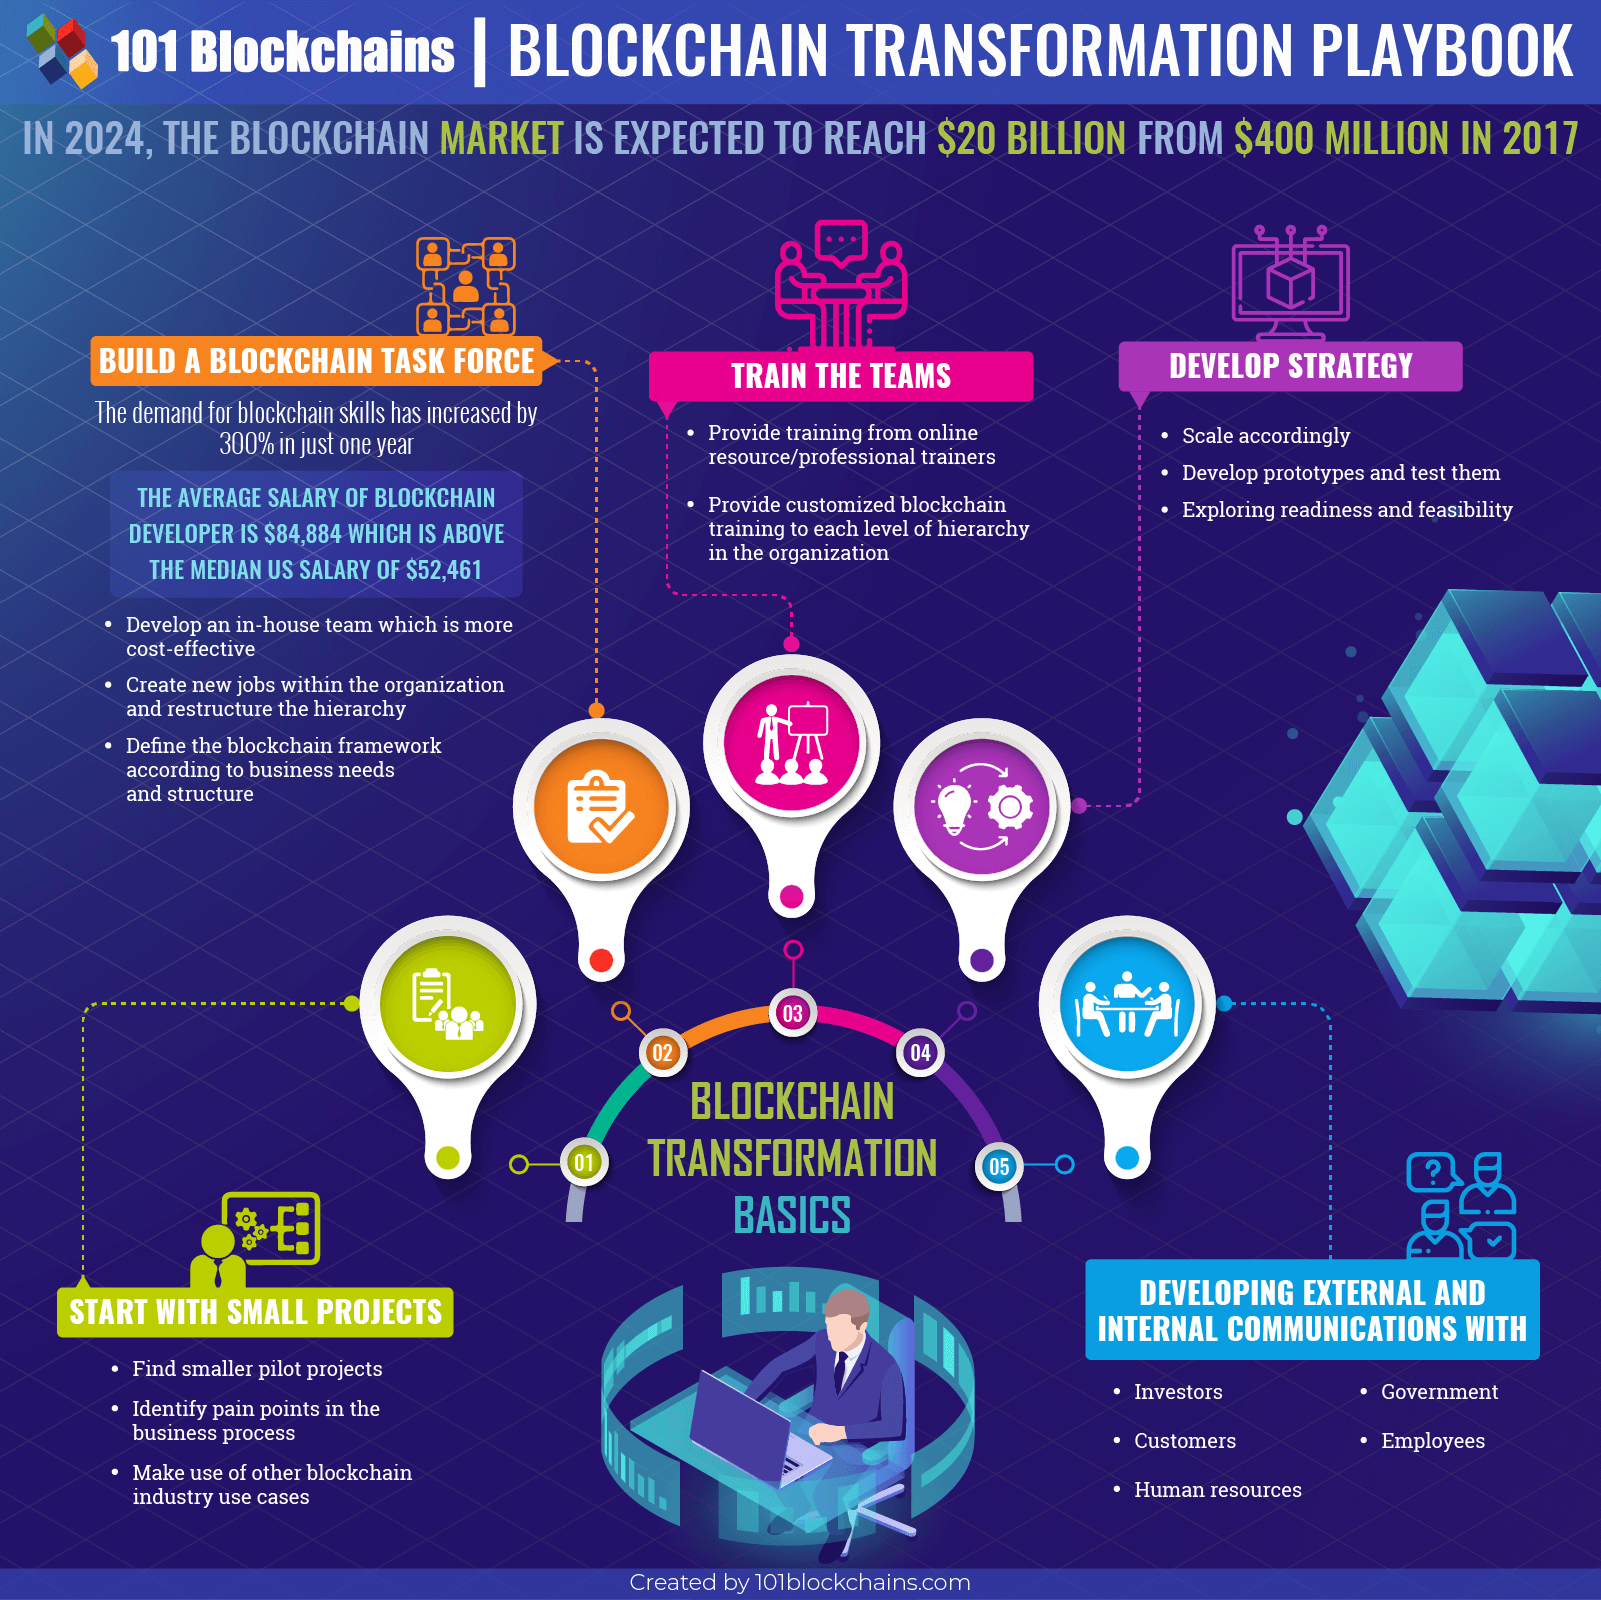 101 Blockchains | BLOCKCHAIN TRANSFORMATION PLAYBOOK
IN 2024, THE BLOCKCHAIN MARKET IS EXPECTED TO REACH $20 BILLION FROM $400 MILLION IN 2017
BUILD A BLOCKCHAIN TASK FORCE
The demand for blockchain skills has increased by
300% in just one year
THE AVERAGE SALARY OF BLOCKCHAIN
DEVELOPER IS $84,884 WHICH IS ABOVE
THE MEDIAN US SALARY OF $52,461
• Develop an in-house team which is more
cost-effective
• Create new jobs within the organization
and restructure the hierarchy
• Define the blockchain framework
according to business needs
and structure
TRAIN THE TEAMS
• Provide training from online
resource/professional trainers
• Provide customized blockchain
training to each level of hierarchy
in the organization
DEVELOP STRATEGY
• Scale accordingly
• Develop prototypes and test them
• Exploring readiness and feasibility
01
02
03
04
05
BLOCKCHAIN
TRANSFORMATION
BASICS
START WITH SMALL PROJECTS
• Find smaller pilot projects
• Identify pain points in the
business process
• Make use of other blockchain
industry use cases
?
DEVELOPING EXTERNAL AND
INTERNAL COMMUNICATIONS WITH
• Investors
• Customers
• Human resources
• Government
• Employees
Created by 101blockchains.com